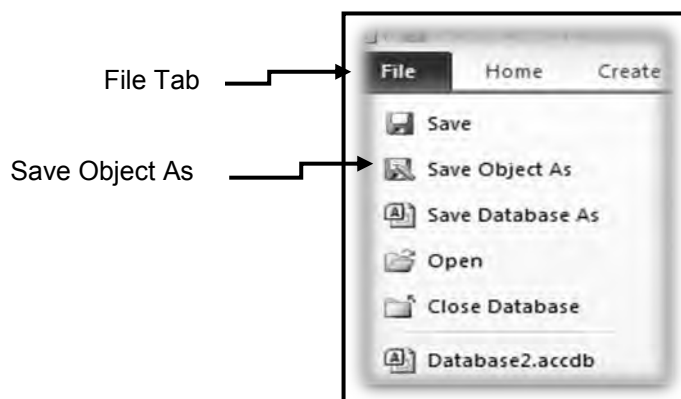 File Tab
Save Object As
File Home Create
Save
Save Object As
Save Database As
Open
Close Database
Database2.accdb